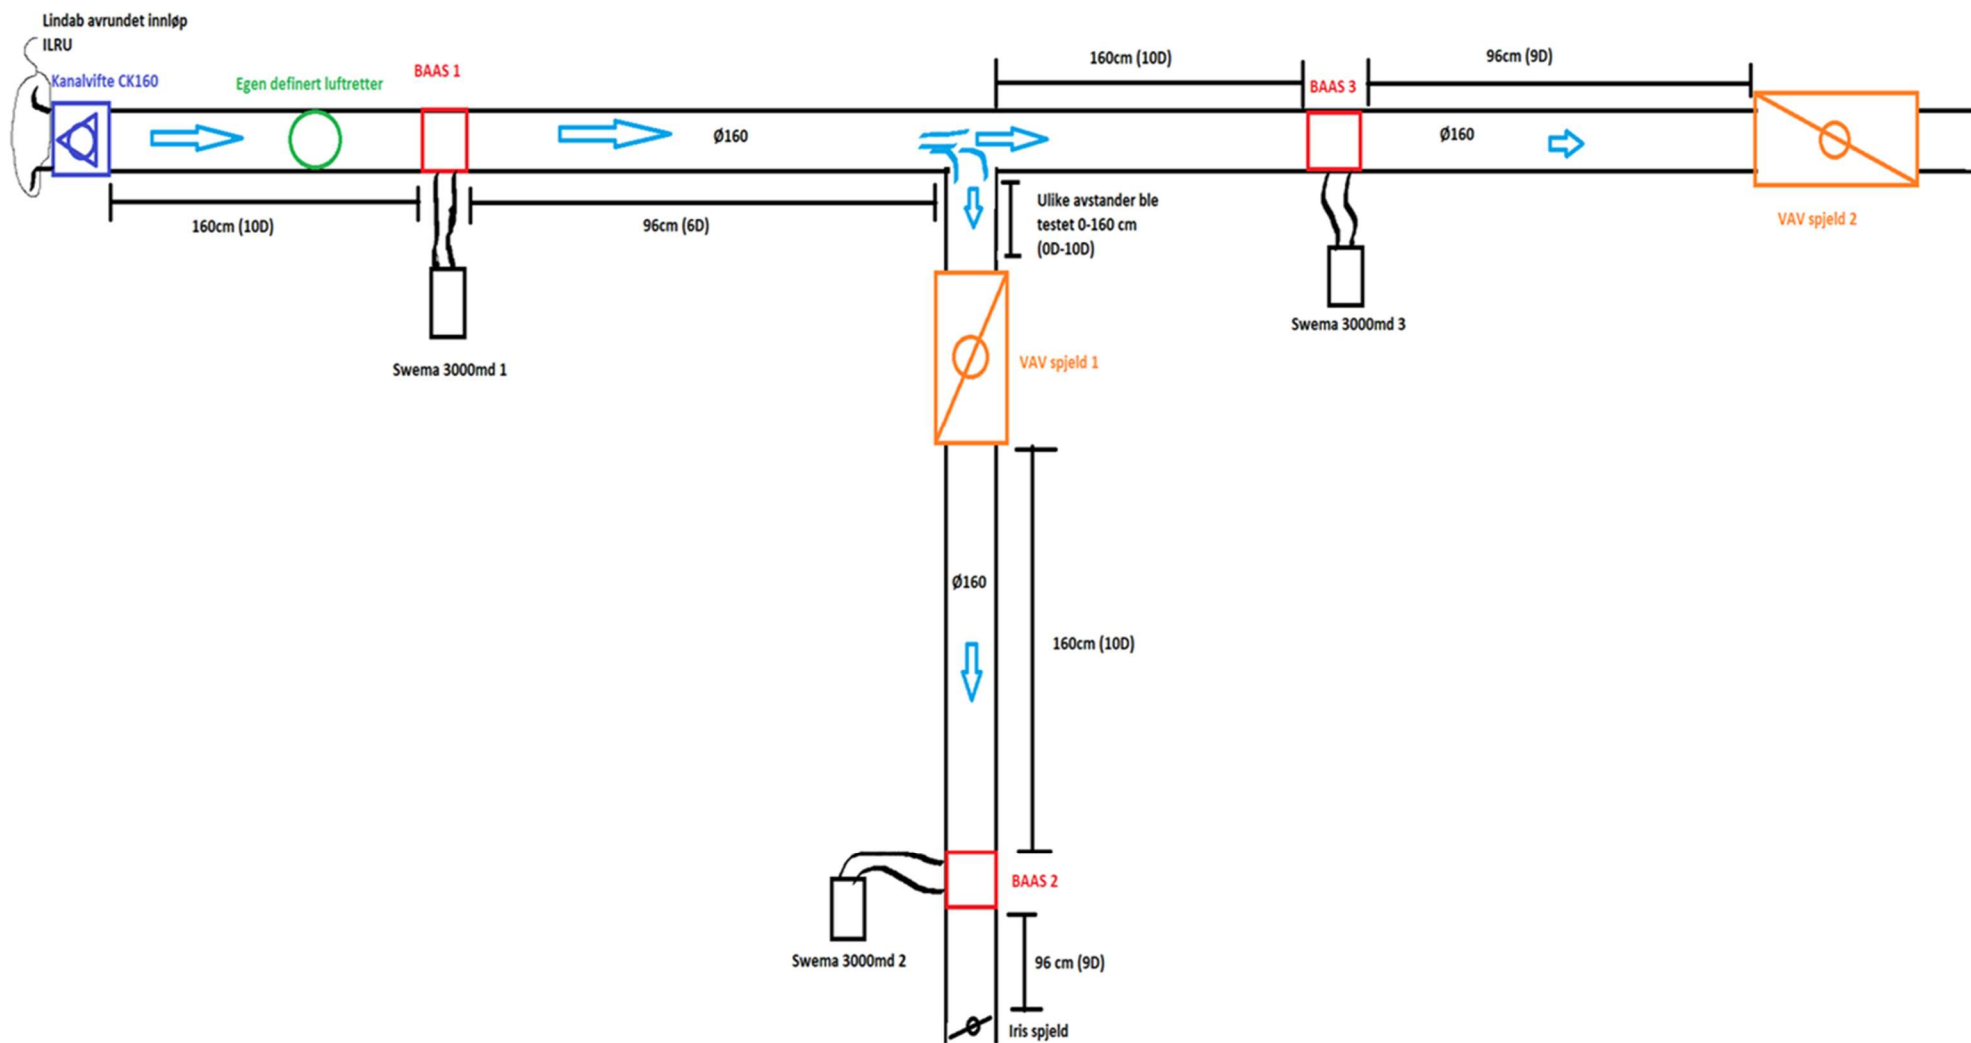 Lindab avrundet innløp
ILRU
Kanalvifte CK160
Egen definert luftretter
BAAS 1
160cm (10D)
BAAS 3
96cm (9D)
Ø160
Ø160
160cm (10D)
96cm (6D)
Ulike avstander ble
testet 0-160 cm
(0D-10D)
VAV spjeld 2
Swema 3000md 1
Swema 3000md 3
VAV spjeld 1
Ø160
160cm (10D)
BAAS 2
Swema 3000md 2
96 cm (9D)
Iris spjeld